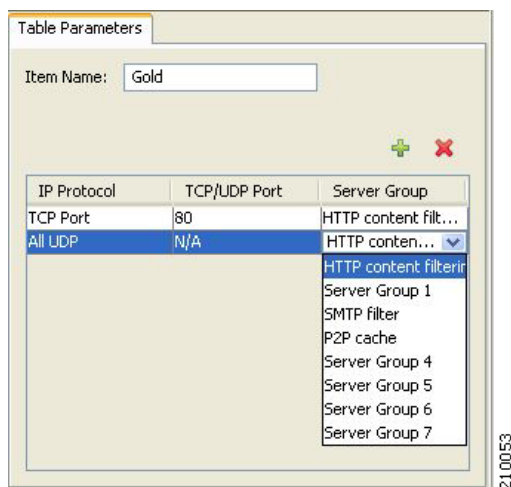 Table Parameters
Item Name: Gold
IP Protocol TCP/UDP Port Server Group
TCP Port 80 HTTP content filt...
All UDP N/A HTTP conten...
HTTP content filterin
Server Group 1
SMTP filter
P2P cache
Server Group 4
Server Group 5
Server Group 6
Server Group 7
210053